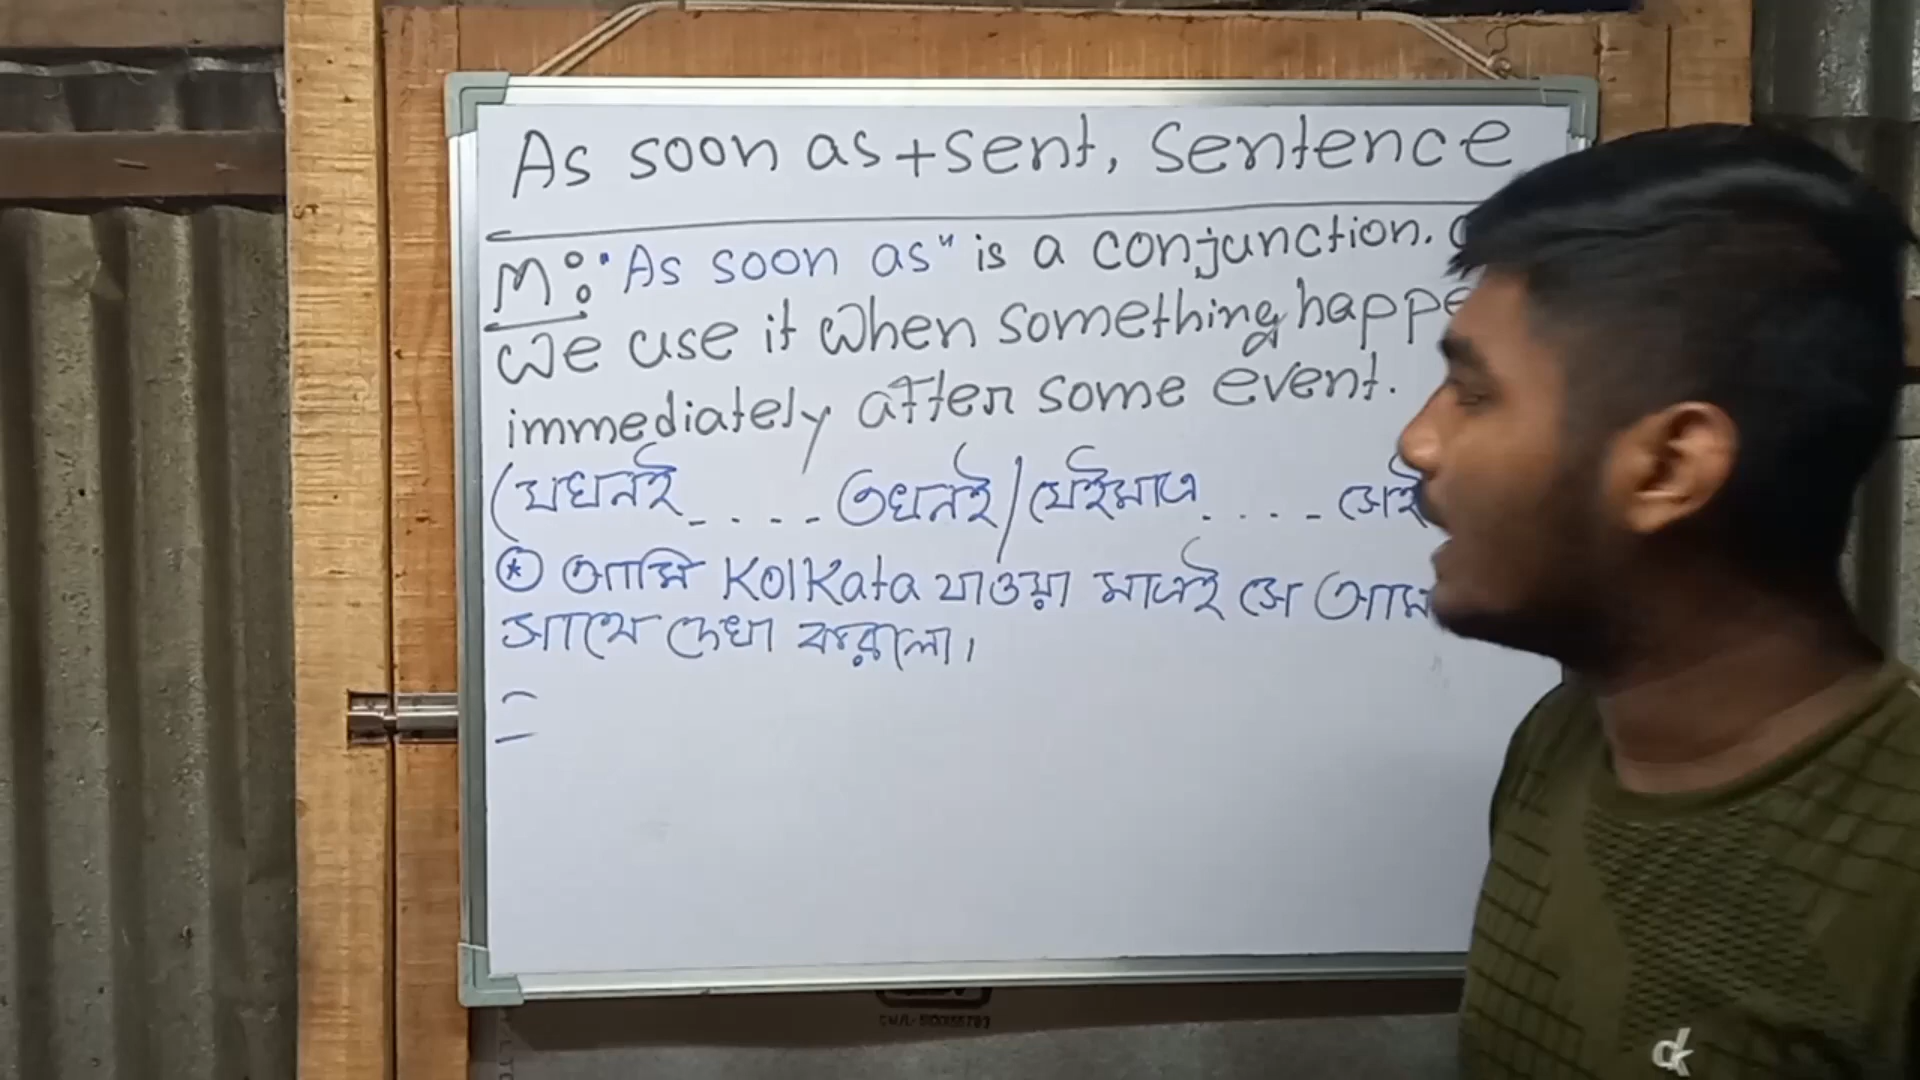 As soon as + sent, sentence
M: "As soon as" is a conjunction.
We use it when something happe
immediately after some event.
(যখনই .... তখনই / যেইমাত্র .... সেই
* আমি Kolkata যাওয়া মাত্রই সে আমা
সাথে দেখা করলো।
=
dk